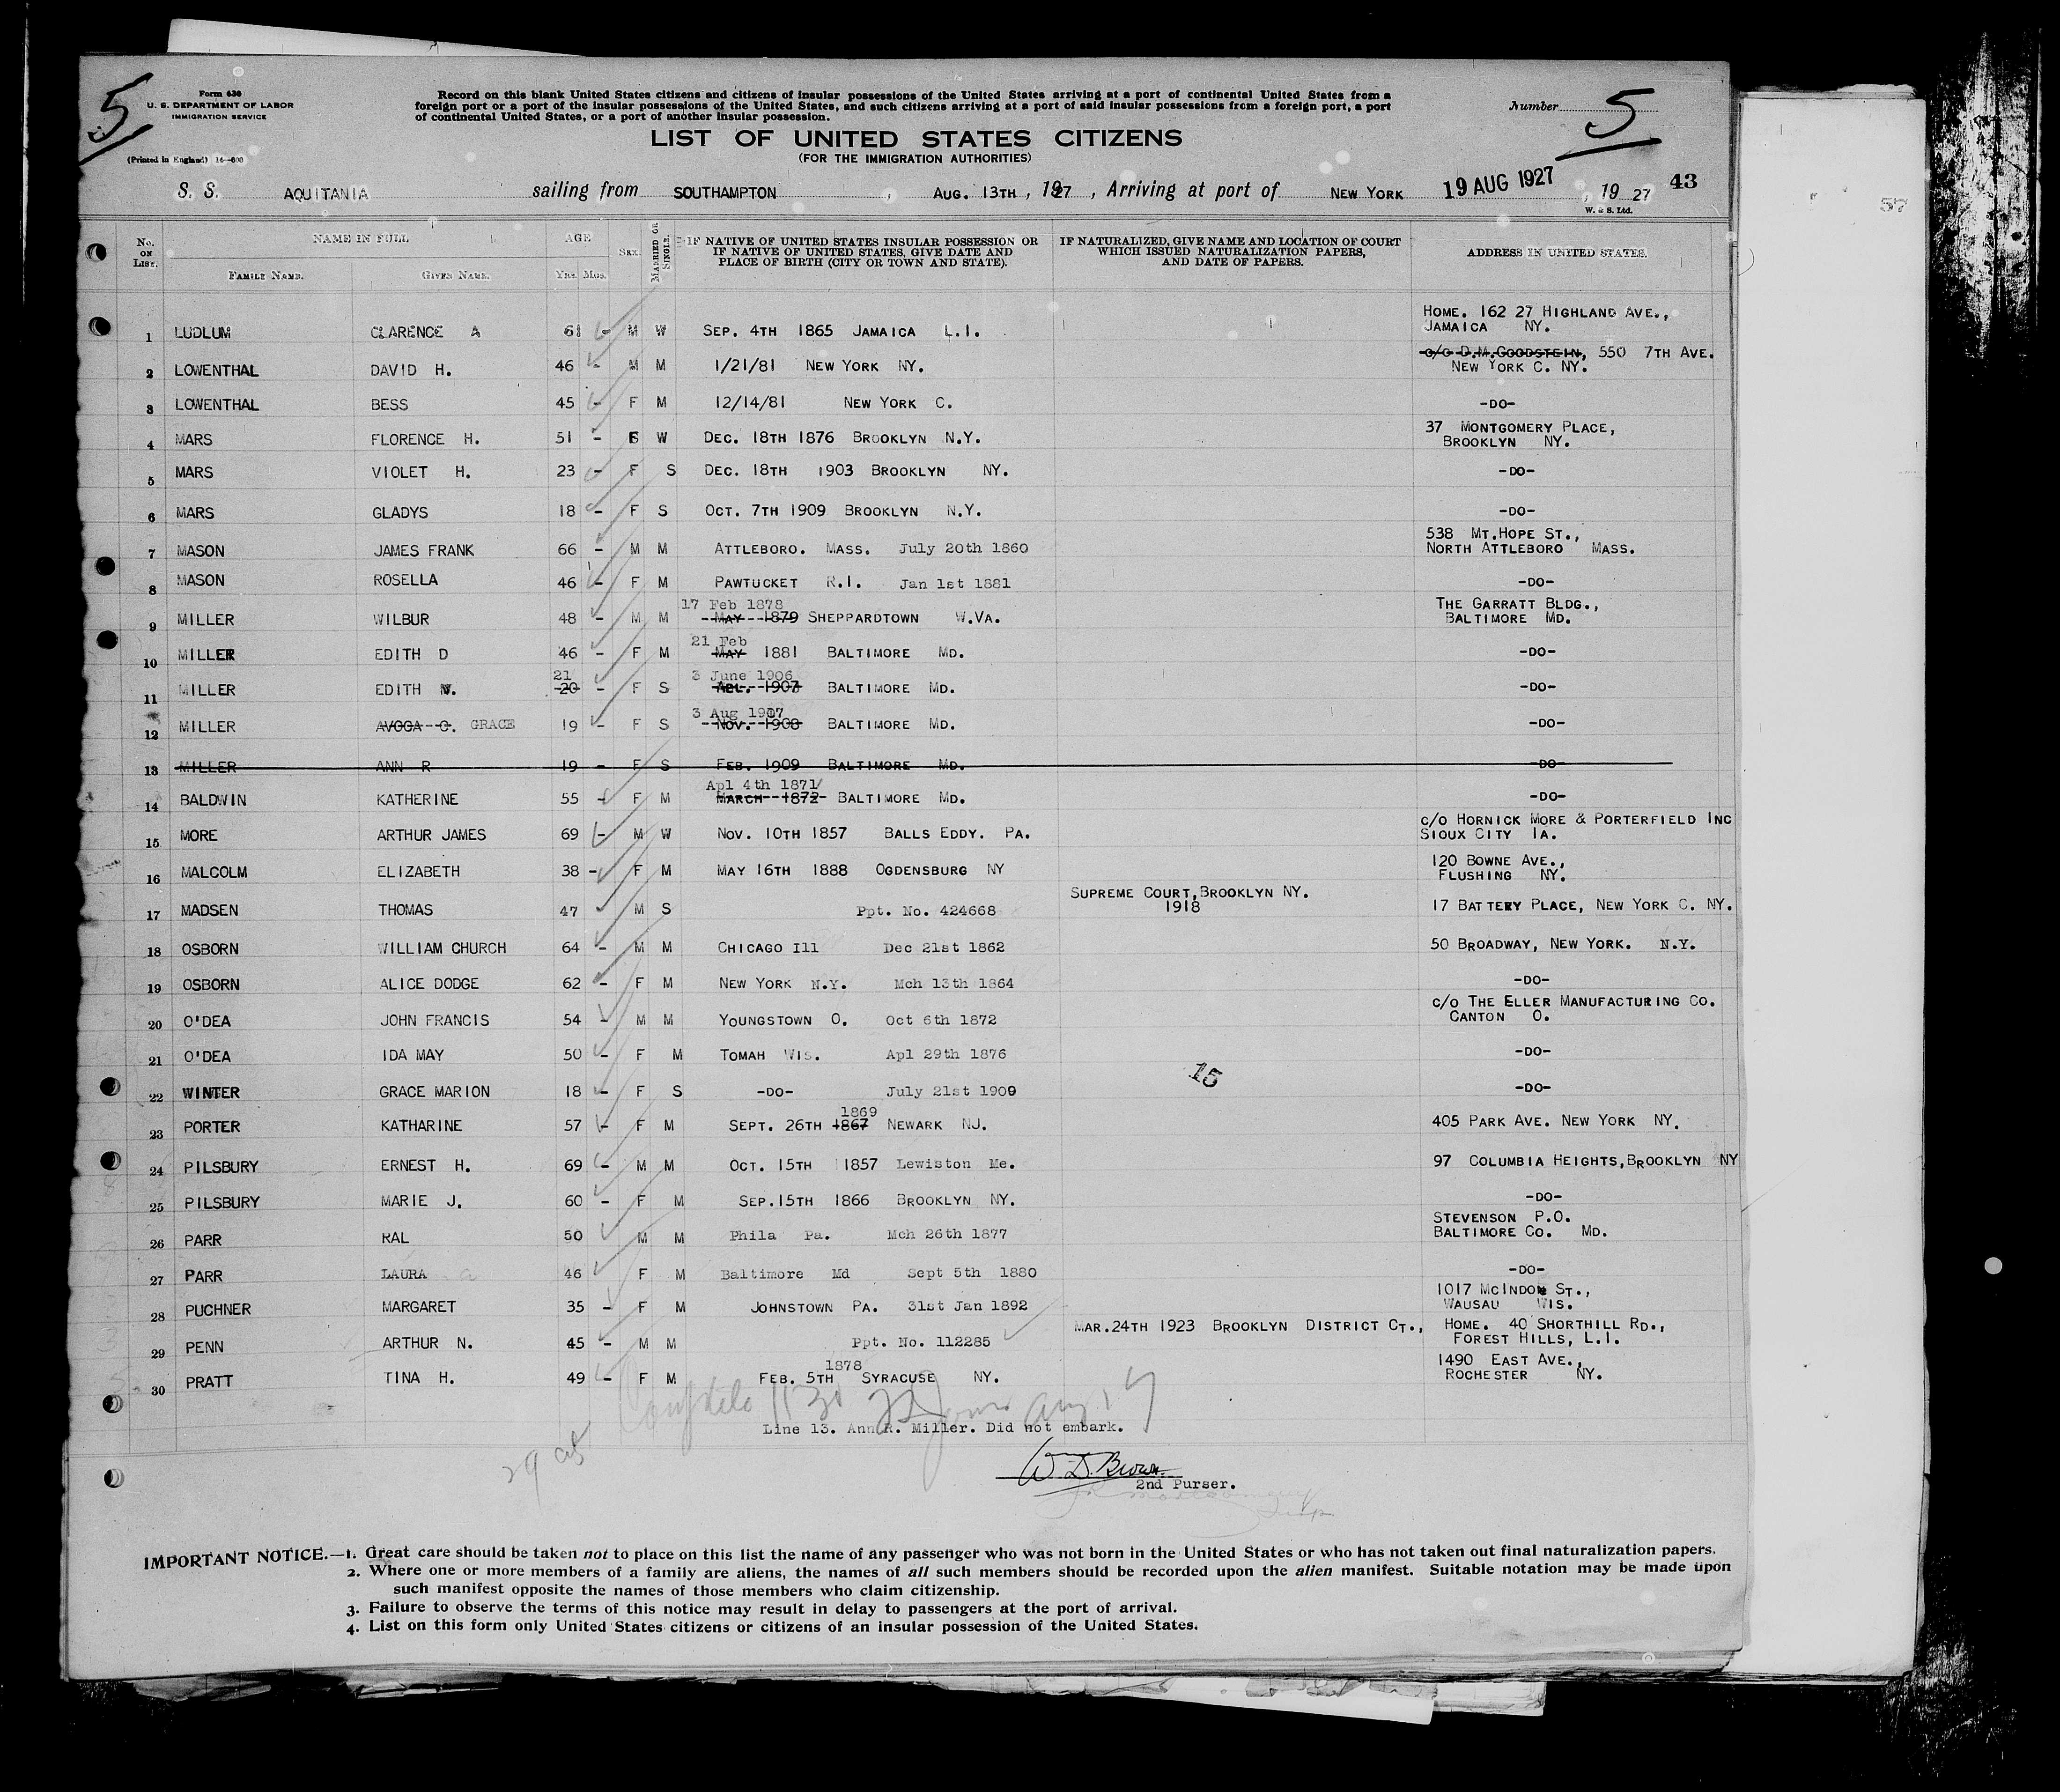 5
Form 630
U. S. DEPARTMENT OF LABOR
IMMIGRATION SERVICE
(Printed in England) 14—600
Record on this blank United States citizens and citizens of insular possessions of the United States arriving at a port of continental United States from a
foreign port or a port of the insular possessions of the United States, and such citizens arriving at a port of said insular possessions from a foreign port, a port
of continental United States, or a port of another insular possession.
Number 5
LIST OF UNITED STATES CITIZENS
(FOR THE IMMIGRATION AUTHORITIES)
S. S. AQUITANIA sailing from SOUTHAMPTON, AUG. 13TH, 1927, Arriving at port of NEW YORK 19 AUG 1927, 19 27 43
W. & S. Ltd.
57
No. ON LIST. NAME IN FULL AGE SEX. MARRIED OR SINGLE. IF NATIVE OF UNITED STATES INSULAR POSSESSION OR IF NATIVE OF UNITED STATES, GIVE DATE AND PLACE OF BIRTH (CITY OR TOWN AND STATE). IF NATURALIZED, GIVE NAME AND LOCATION OF COURT WHICH ISSUED NATURALIZATION PAPERS, AND DATE OF PAPERS. ADDRESS IN UNITED STATES.
FAMILY NAME. GIVEN NAME. Yrs. Mos.
1 LUDLUM CLARENCE A 61 - M W SEP. 4TH 1865 JAMAICA L.I. HOME. 162 27 HIGHLAND AVE., JAMAICA NY.
2 LOWENTHAL DAVID H. 46 - M M 1/21/81 NEW YORK NY. c/o D.M.GOODSTEIN, 550 7TH AVE. NEW YORK C. NY.
3 LOWENTHAL BESS 45 - F M 12/14/81 NEW YORK C. -DO-
4 MARS FLORENCE H. 51 - F W DEC. 18TH 1876 BROOKLYN N.Y. 37 MONTGOMERY PLACE, BROOKLYN NY.
5 MARS VIOLET H. 23 - F S DEC. 18TH 1903 BROOKLYN NY. -DO-
6 MARS GLADYS 18 - F S OCT. 7TH 1909 BROOKLYN N.Y. -DO-
7 MASON JAMES FRANK 66 - M M ATTLEBORO. MASS. July 20th 1860 538 MT.HOPE ST., NORTH ATTLEBORO MASS.
8 MASON ROSELLA 46 - F M PAWTUCKET R.I. Jan 1st 1881 -DO-
9 MILLER WILBUR 48 - M M 17 Feb 1878 MAY 1879 SHEPPARDTOWN W.VA. THE GARRATT BLDG., BALTIMORE MD.
10 MILLER EDITH D 46 - F M 21 Feb MAY 1881 BALTIMORE MD. -DO-
11 MILLER EDITH V. 21 20 - F S 3 June 1906 APL. 1907 BALTIMORE MD. -DO-
12 MILLER AVGGA C. GRACE 19 - F S 3 Aug 1907 NOV. 1908 BALTIMORE MD. -DO-
13 MILLER ANN R 19 - F S FEB. 1909 BALTIMORE MD. DO
14 BALDWIN KATHERINE 55 - F M Apl 4th 1871 MARCH 1872 BALTIMORE MD. -DO-
15 MORE ARTHUR JAMES 69 - M W NOV. 10TH 1857 BALLS EDDY. PA. c/o HORNICK MORE & PORTERFIELD INC SIOUX CITY IA.
16 MALCOLM ELIZABETH 38 - F M MAY 16TH 1888 OGDENSBURG NY 120 BOWNE AVE., FLUSHING NY.
17 MADSEN THOMAS 47 M S Ppt. No. 424668 SUPREME COURT,BROOKLYN NY. 1918 17 BATTERY PLACE, NEW YORK C. NY.
18 OSBORN WILLIAM CHURCH 64 - M M CHICAGO Ill Dec 21st 1862 50 BROADWAY, NEW YORK. N.Y.
19 OSBORN ALICE DODGE 62 - F M NEW YORK N.Y. Mch 13th 1864 -DO-
20 O'DEA JOHN FRANCIS 54 - M M YOUNGSTOWN O. Oct 6th 1872 c/o THE ELLER MANUFACTURING CO. CANTON O.
21 O'DEA IDA MAY 50 - F M TOMAH WIS. Apl 29th 1876 -DO-
15
22 WINTER GRACE MARION 18 - F S -DO- July 21st 1909 -DO-
23 PORTER KATHARINE 57 - F M SEPT. 26TH 1867 1869 NEWARK NJ. 405 PARK AVE. NEW YORK NY.
24 PILSBURY ERNEST H. 69 - M M OCT. 15TH 1857 Lewiston Me. 97 COLUMBIA HEIGHTS,BROOKLYN NY
25 PILSBURY MARIE J. 60 - F M SEP.15TH 1866 BROOKLYN NY. -DO-
26 PARR RAL 50 M M Phila Pa. Mch 26th 1877 STEVENSON P.O. BALTIMORE CO. MD.
27 PARR LAURA 46 F M Baltimore Md Sept 5th 1880 -DO-
28 PUCHNER MARGARET 35 - F M JOHNSTOWN PA. 31st Jan 1892 1017 MCINDOE ST., WAUSAU WIS.
29 PENN ARTHUR N. 45 - M M Ppt. No. 112285 MAR.24TH 1923 BROOKLYN DISTRICT CT., HOME. 40 SHORTHILL RD., FOREST HILLS, L.I.
30 PRATT TINA H. 49 - F M FEB. 5TH 1878 SYRACUSE NY. 1490 EAST AVE., ROCHESTER NY.
Line 13. Ann R. Miller. Did not embark.
W. D. Brown
2nd Purser.
IMPORTANT NOTICE.—1. Great care should be taken not to place on this list the name of any passenger who was not born in the United States or who has not taken out final naturalization papers.
2. Where one or more members of a family are aliens, the names of all such members should be recorded upon the alien manifest. Suitable notation may be made upon
such manifest opposite the names of those members who claim citizenship.
3. Failure to observe the terms of this notice may result in delay to passengers at the port of arrival.
4. List on this form only United States citizens or citizens of an insular possession of the United States.